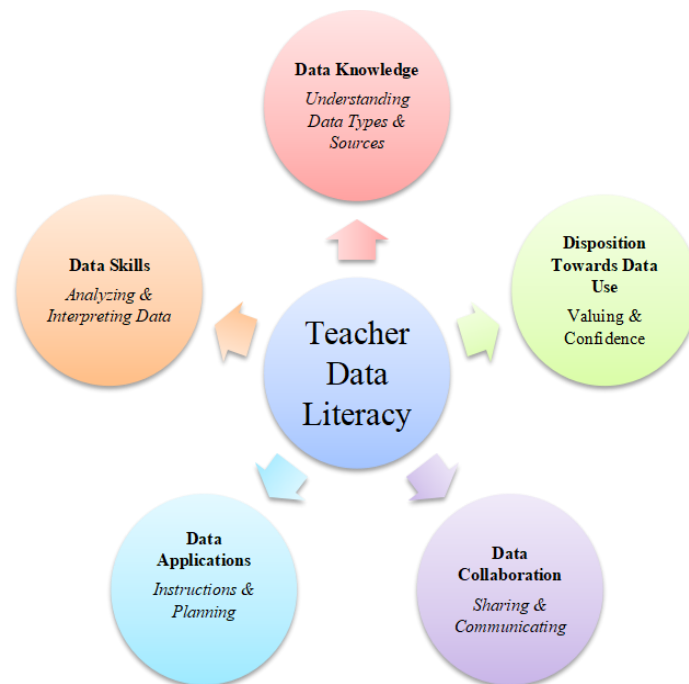 Data Knowledge
Understanding
Data Types &
Sources
Disposition
Towards Data
Use
Valuing &
Confidence
Data Skills
Analyzing &
Interpreting Data
Teacher
Data
Literacy
Data
Applications
Instructions &
Planning
Data
Collaboration
Sharing &
Communicating